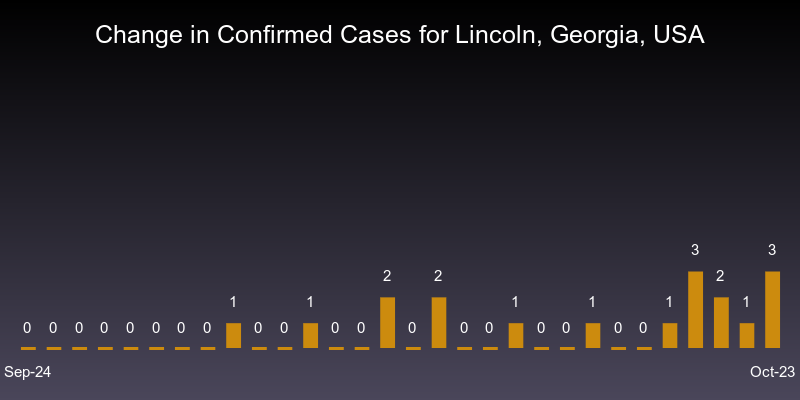 Change in Confirmed Cases for Lincoln, Georgia, USA
0 0 0 0 0 0 0 0 1 0 0 1 0 0 2 0 2 0 0 1 0 0 1 0 0 1 3 2 1 3
Sep-24 Oct-23